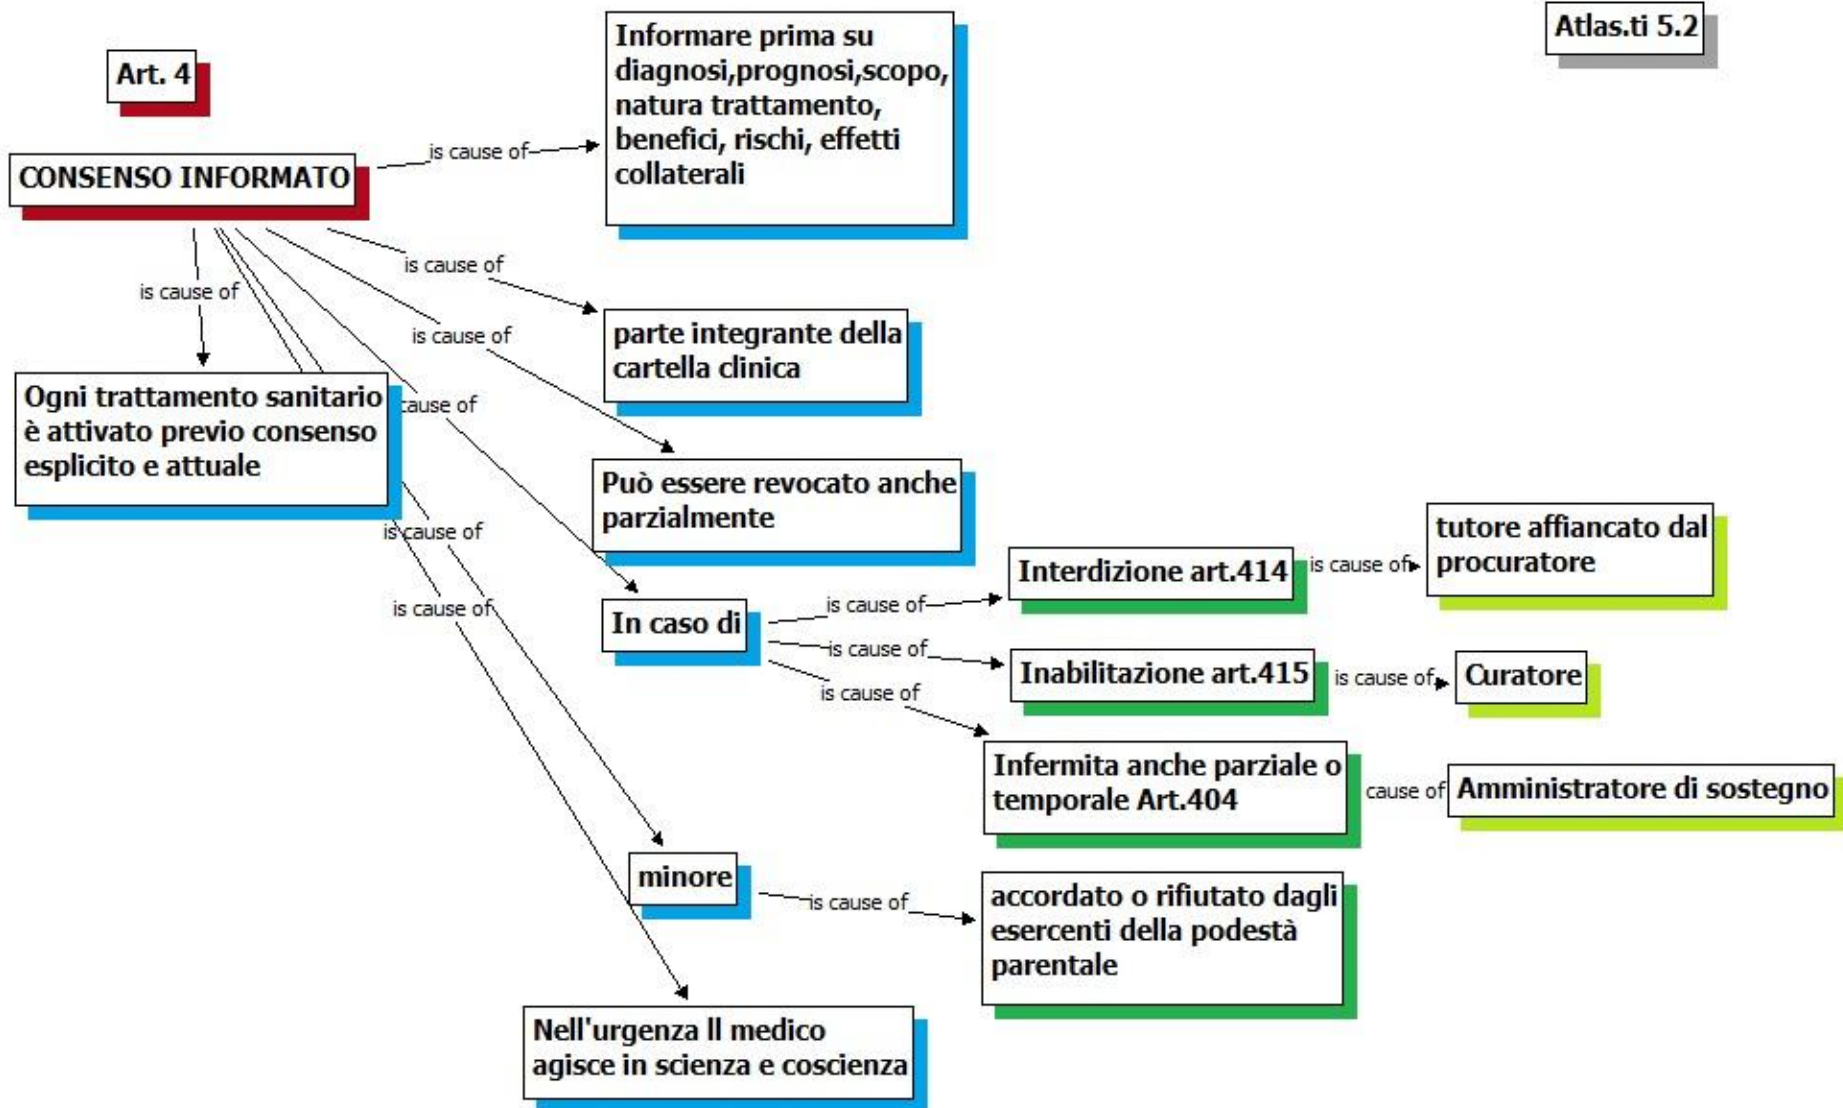 Atlas.ti 5.2
Art. 4
CONSENSO INFORMATO
is cause of
Informare prima su
diagnosi,prognosi,scopo,
natura trattamento,
benefici, rischi, effetti
collaterali
is cause of
is cause of
parte integrante della
cartella clinica
is cause of
Ogni trattamento sanitario
è attivato previo consenso
esplicito e attuale
cause of
Può essere revocato anche
parzialmente
is cause of
is cause of
In caso di
is cause of
Interdizione art.414
is cause of
tutore affiancato dal
procuratore
is cause of
Inabilitazione art.415
is cause of
Curatore
is cause of
Infermita anche parziale o
temporale Art.404
cause of
Amministratore di sostegno
minore
is cause of
accordato o rifiutato dagli
esercenti della podestà
parentale
Nell'urgenza ll medico
agisce in scienza e coscienza